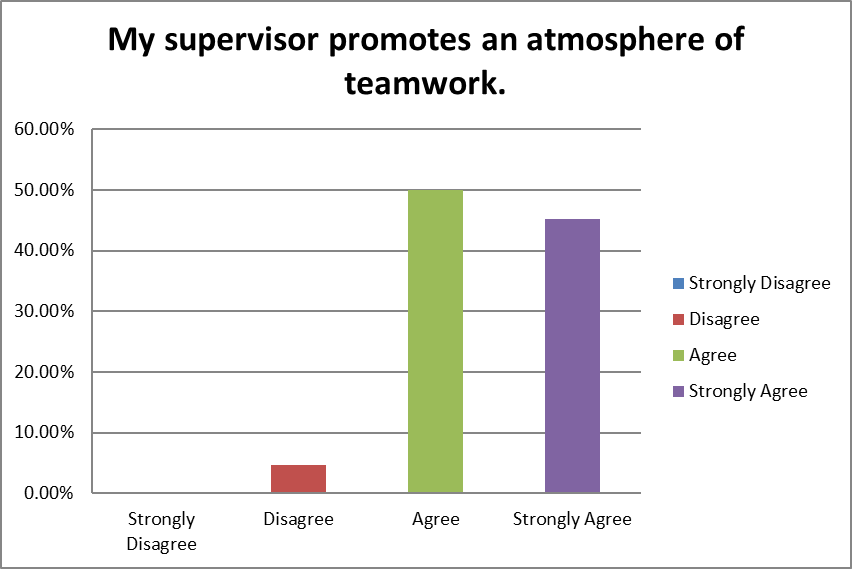 My supervisor promotes an atmosphere of
teamwork.
60.00%
50.00%
40.00%
30.00%
20.00%
10.00%
0.00%
Strongly
Disagree
Disagree
Agree
Strongly Agree
Strongly Disagree
Disagree
Agree
Strongly Agree